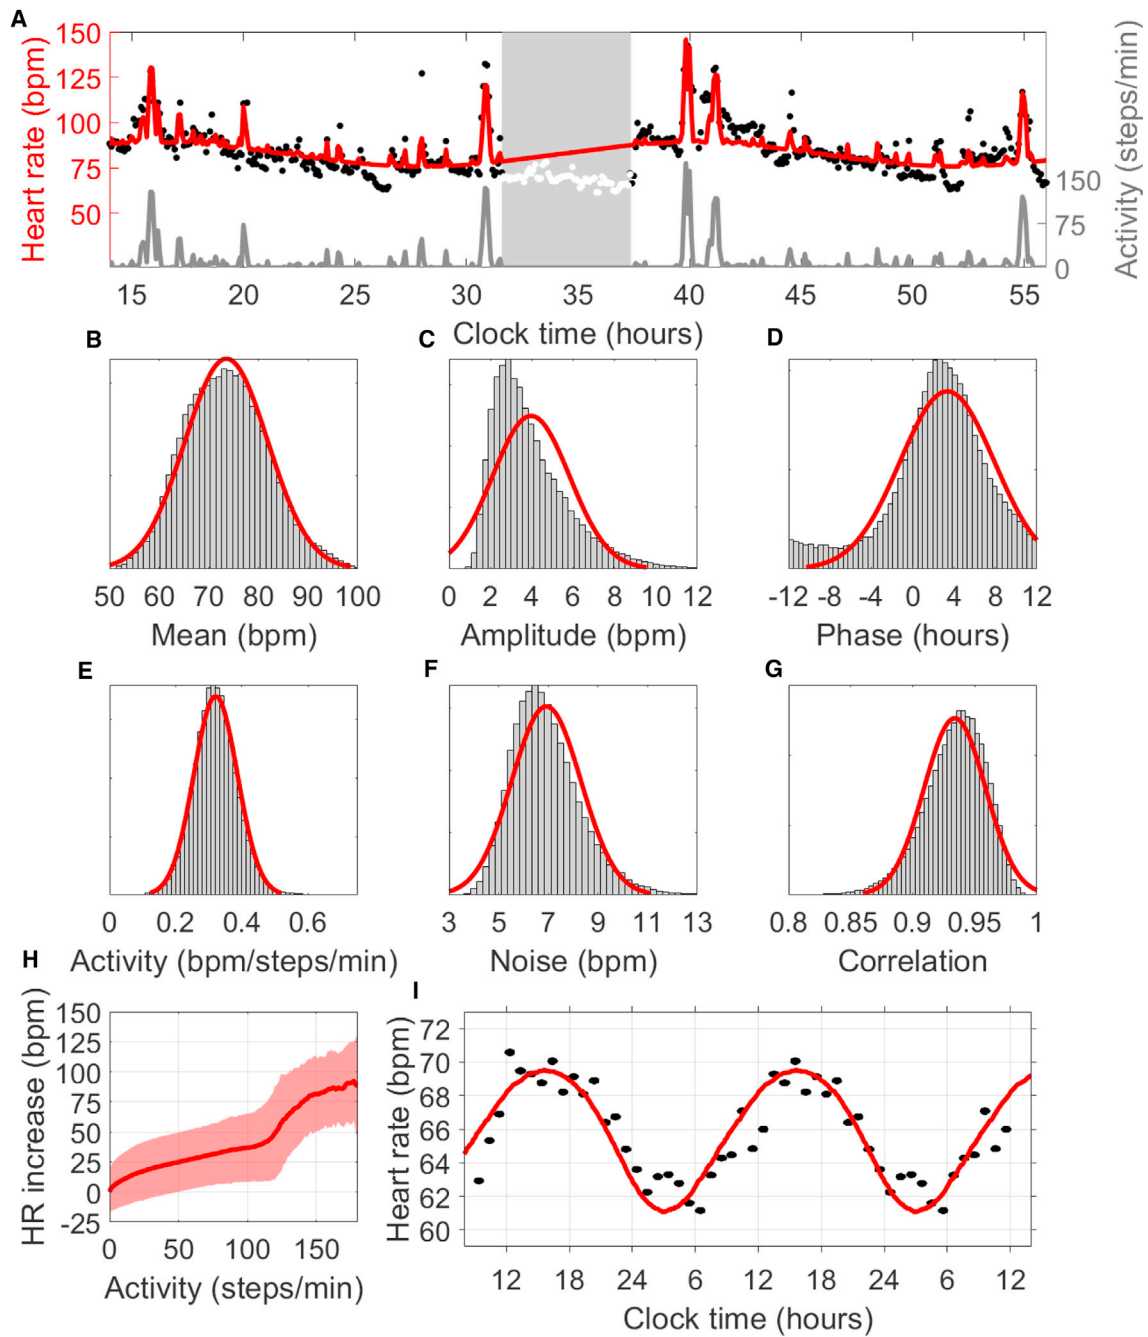 A
Heart rate (bpm)
150
125
100
75
50
Activity (steps/min)
150
75
0
15 20 25 30 35 40 45 50 55
Clock time (hours)
B
50 60 70 80 90 100
Mean (bpm)
C
0 2 4 6 8 10 12
Amplitude (bpm)
D
-12 -8 -4 0 4 8 12
Phase (hours)
E
0 0.2 0.4 0.6
Activity (bpm/steps/min)
F
3 5 7 9 11 13
Noise (bpm)
G
0.8 0.85 0.9 0.95 1
Correlation
H
HR increase (bpm)
150
125
100
75
50
25
0
-25
0 50 100 150
Activity (steps/min)
I
Heart rate (bpm)
72
70
68
66
64
62
60
12 18 24 6 12 18 24 6 12
Clock time (hours)